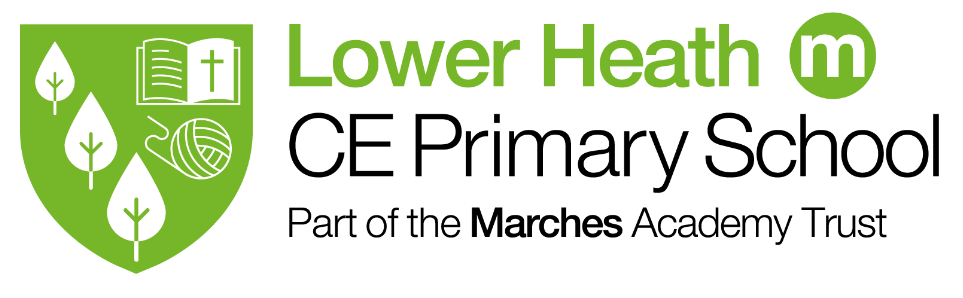 Lower Heath m
CE Primary School
Part of the Marches Academy Trust